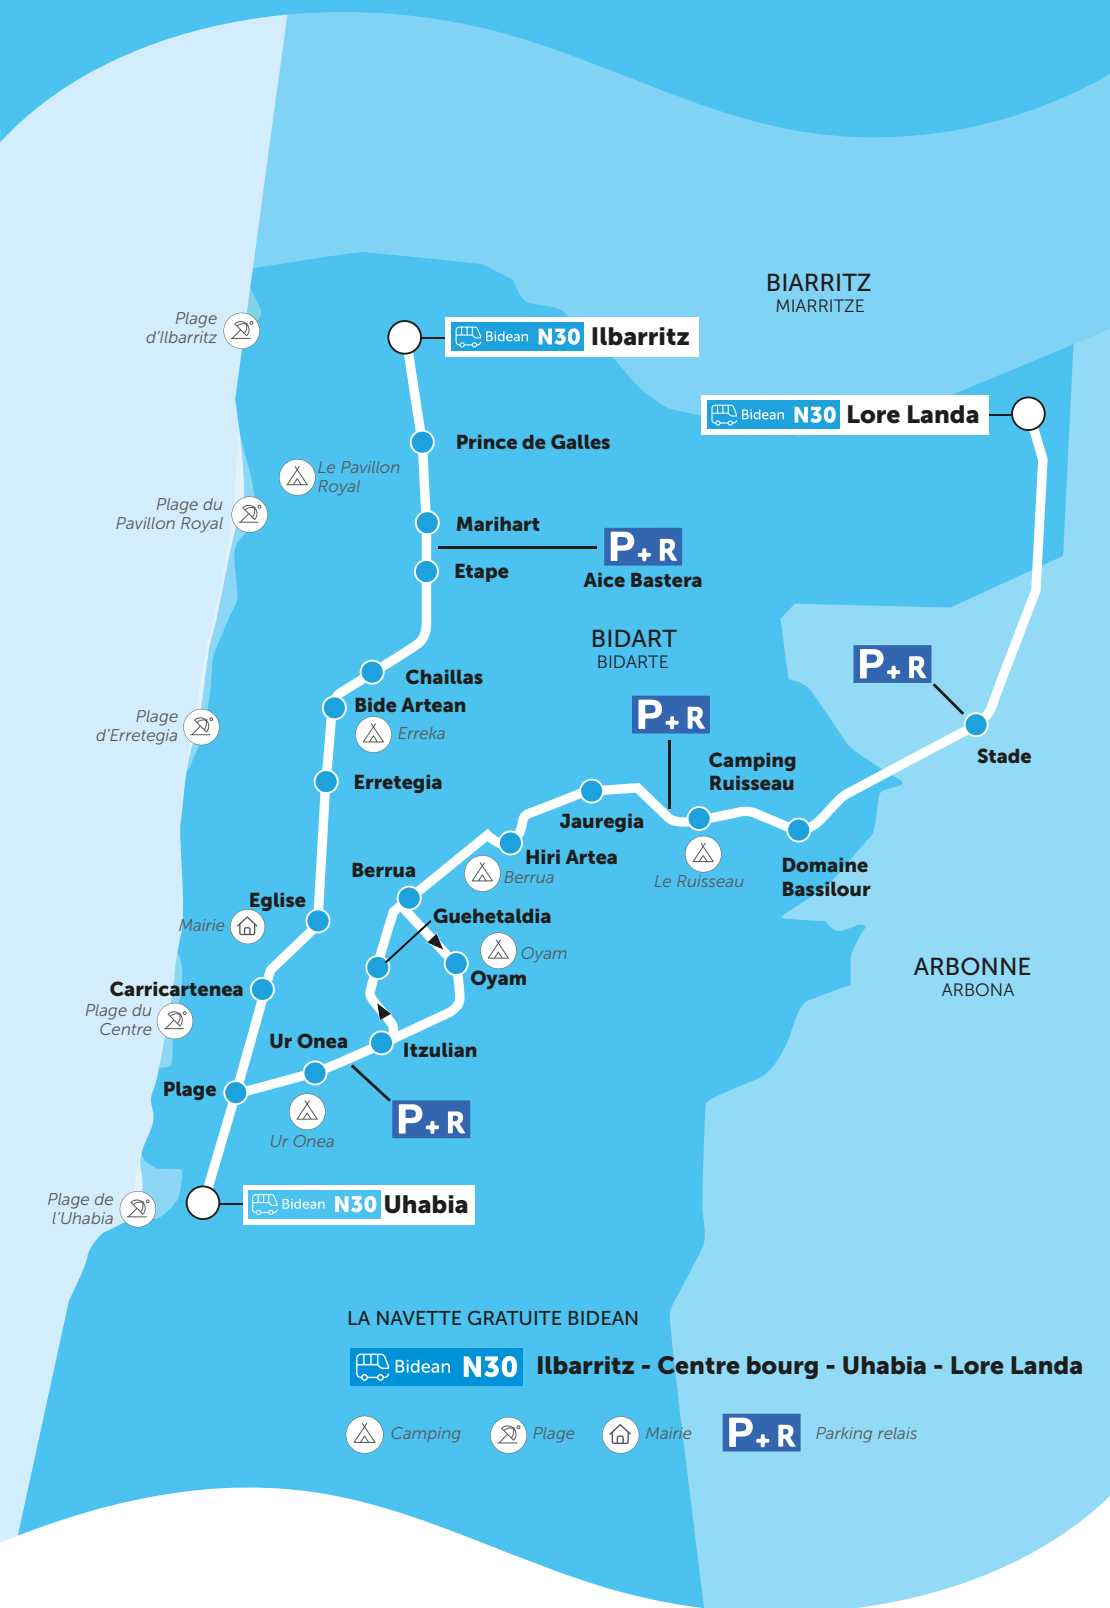 BIARRITZ
MIARRITZE
Plage
d'Ilbarritz
Bidean N30 Ilbarritz
Bidean N30 Lore Landa
Prince de Galles
Le Pavillon
Royal
Plage du
Pavillon Royal
Marihart
P+R
Aice Bastera
Etape
BIDART
BIDARTE
P+R
Chaillas
Bide Artean
Erreka
P+R
Plage
d'Erretegia
Stade
Camping
Ruisseau
Erretegia
Jauregia
Hiri Artea
Berrua
Berrua
Le Ruisseau
Domaine
Bassilour
Eglise
Mairie
Guehetaldia
Oyam
Oyam
ARBONNE
ARBONA
Carricartenea
Plage du
Centre
Ur Onea
Itzulian
Plage
P+R
Ur Onea
Plage de
l'Uhabia
Bidean N30 Uhabia
LA NAVETTE GRATUITE BIDEAN
Bidean N30 Ilbarritz - Centre bourg - Uhabia - Lore Landa
Camping Plage Mairie P+R Parking relais